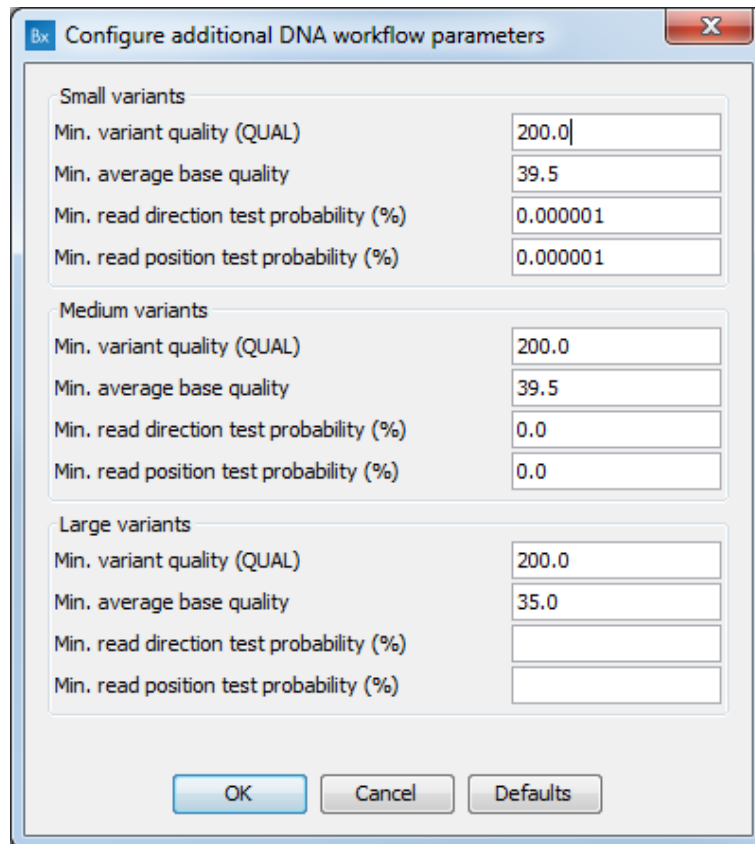 Bx Configure additional DNA workflow parameters X
Small variants
Min. variant quality (QUAL) 200.0
Min. average base quality 39.5
Min. read direction test probability (%) 0.000001
Min. read position test probability (%) 0.000001
Medium variants
Min. variant quality (QUAL) 200.0
Min. average base quality 39.5
Min. read direction test probability (%) 0.0
Min. read position test probability (%) 0.0
Large variants
Min. variant quality (QUAL) 200.0
Min. average base quality 35.0
Min. read direction test probability (%)
Min. read position test probability (%)
OK Cancel Defaults